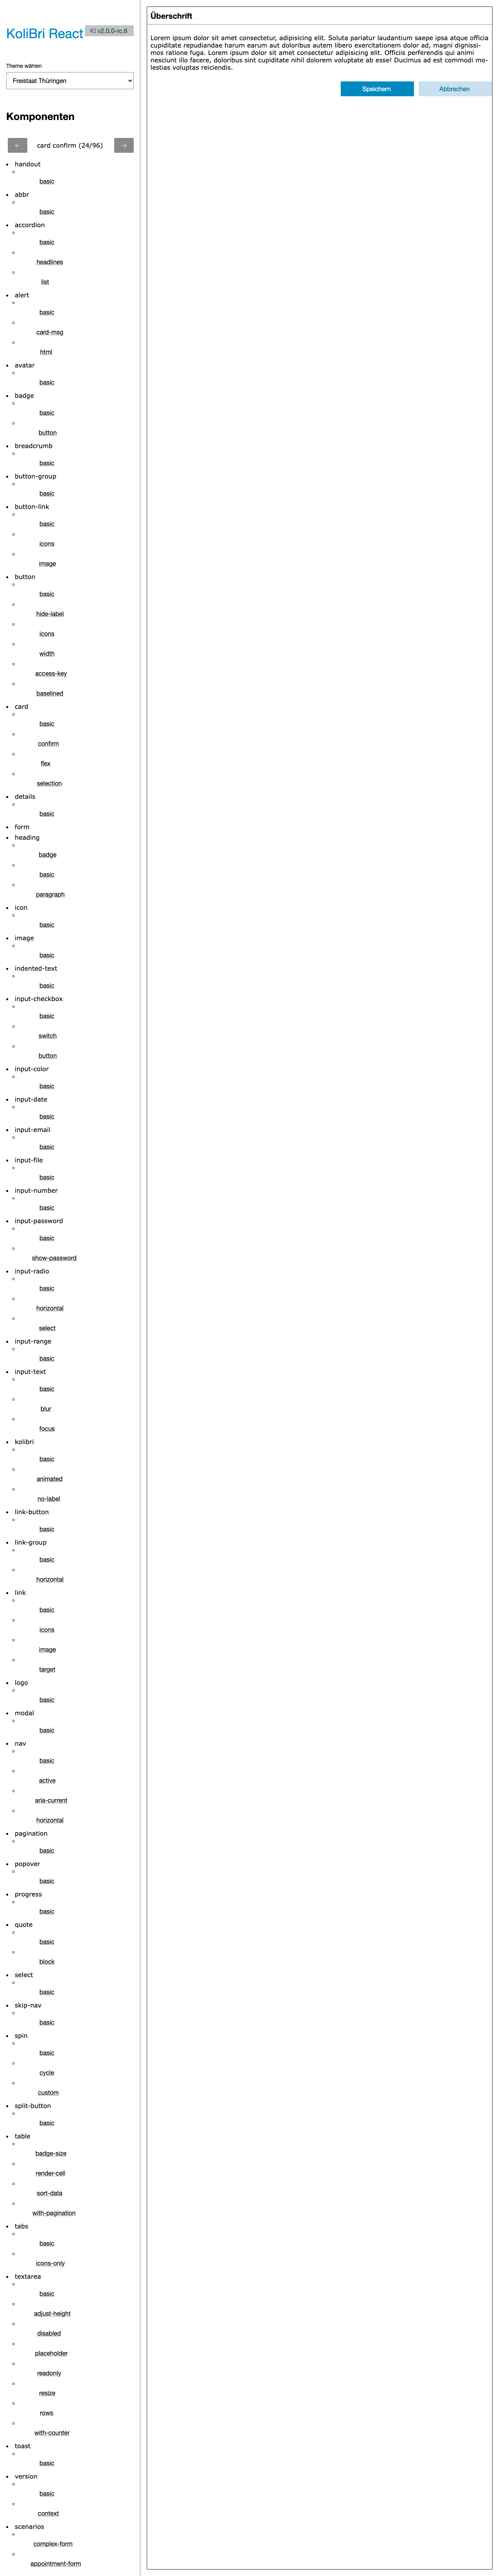 KoliBri React
v2.0.0-rc.6
Theme wählen
Freistaat Thüringen
Komponenten
← card confirm (24/96) →
handout
basic
abbr
basic
accordion
basic
headlines
list
alert
basic
card-msg
html
avatar
basic
badge
basic
button
breadcrumb
basic
button-group
basic
button-link
basic
icons
image
button
basic
hide-label
icons
width
access-key
baselined
card
basic
confirm
flex
selection
details
basic
form
heading
badge
basic
paragraph
icon
basic
image
basic
indented-text
basic
input-checkbox
basic
switch
button
input-color
basic
input-date
basic
input-email
basic
input-file
basic
input-number
basic
input-password
basic
show-password
input-radio
basic
horizontal
select
input-range
basic
input-text
basic
blur
focus
kolibri
basic
animated
no-label
link-button
basic
link-group
basic
horizontal
link
basic
icons
image
target
logo
basic
modal
basic
nav
basic
active
aria-current
horizontal
pagination
basic
popover
basic
progress
basic
quote
basic
block
select
basic
skip-nav
basic
spin
basic
cycle
custom
split-button
basic
table
badge-size
render-cell
sort-data
with-pagination
tabs
basic
icons-only
textarea
basic
adjust-height
disabled
placeholder
readonly
resize
rows
with-counter
toast
basic
version
basic
context
scenarios
complex-form
appointment-form
Überschrift
Lorem ipsum dolor sit amet consectetur, adipisicing elit. Soluta pariatur laudantium saepe ipsa atque officia
cupiditate repudiandae harum earum aut doloribus autem libero exercitationem dolor ad, magni dignissi-
mos ratione fuga. Lorem ipsum dolor sit amet consectetur, adipisicing elit. Officiis perferendis qui animi
nesciunt illo facere, doloribus sint cupiditate nihil dolorem voluptate ab esse! Ducimus ad est commodi mo-
lestias voluptas reiciendis.
Speichern
Abbrechen